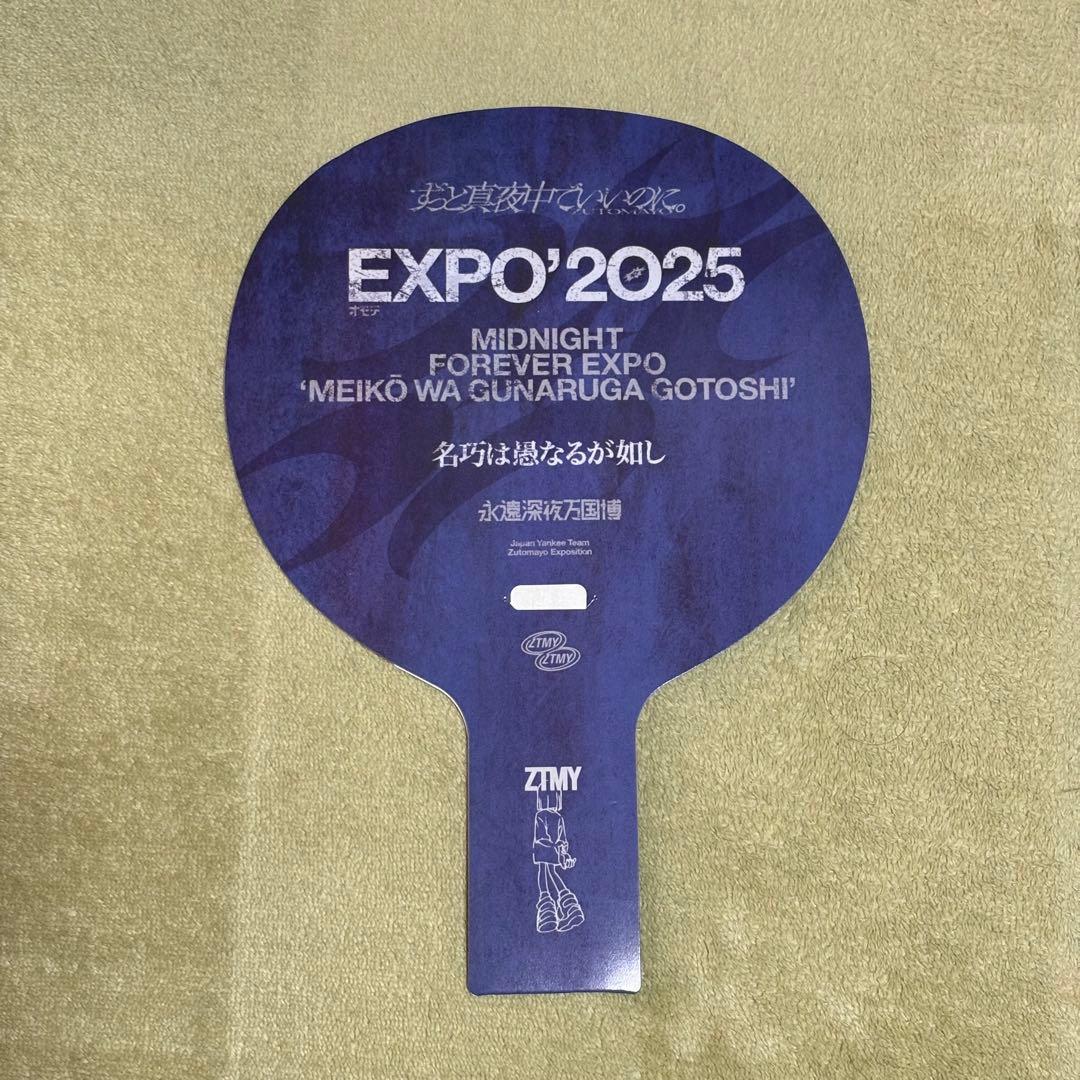 ずっと真夜中でいいのに。
ZUTOMAYO
EXPO’2025
オセチ
MIDNIGHT
FOREVER EXPO
‘MEIKŌ WA GUNARUGA GOTOSHI’
名巧は愚なるが如し
永遠深夜万国博
Japan Yankee Team
Zutomayo Exposition
ZTMY
ZTMY
ZTMY